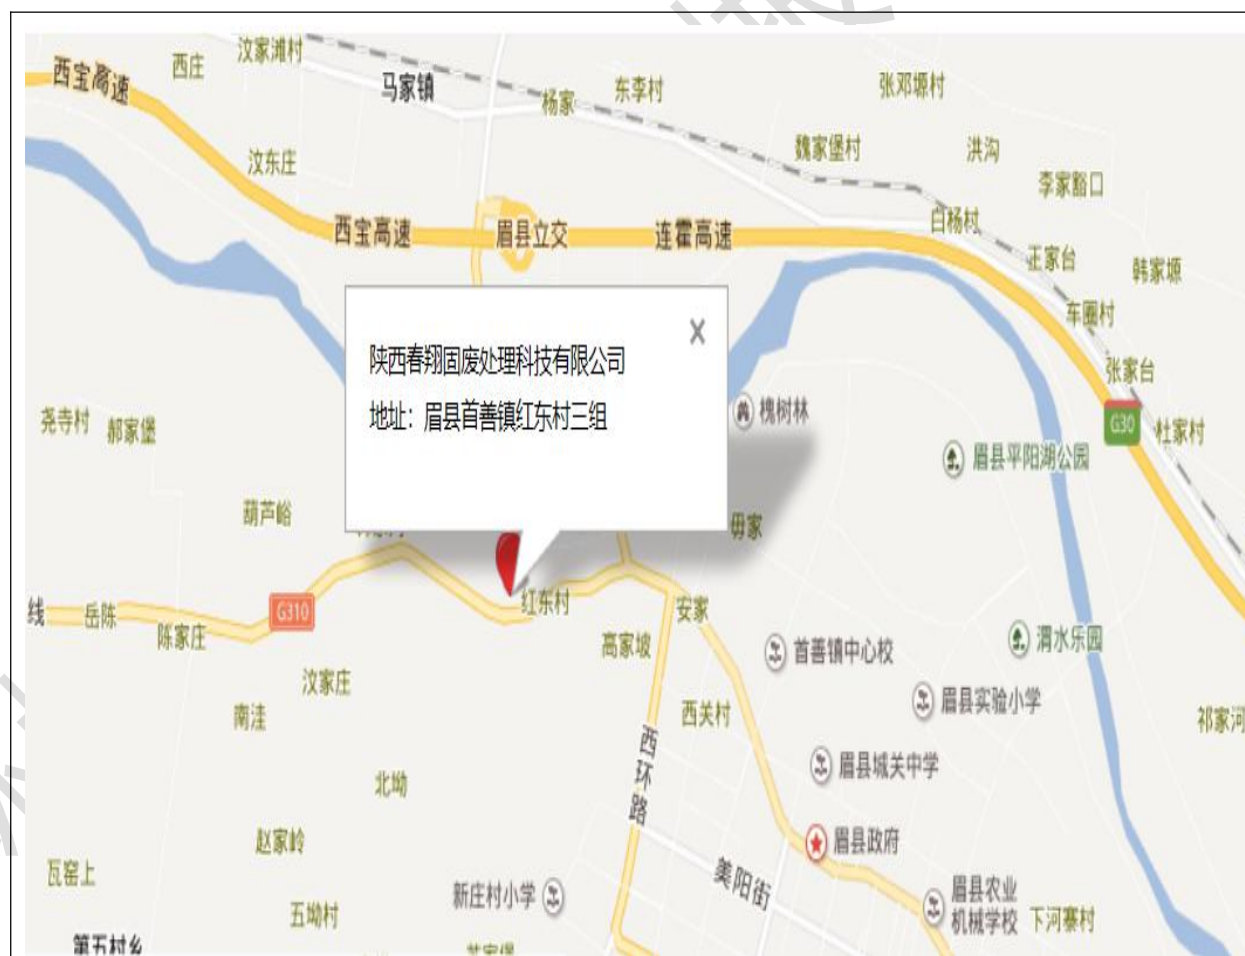 汶家滩村
西庄
西宝高速
马家镇
杨家
东李村
张邓塬村
魏家堡村
洪沟
李家豁口
汶东庄
白杨村
西宝高速
眉县立交
连霍高速
王家台
韩家塬
车圈村
陕西春翔固废处理科技有限公司
地址：眉县首善镇红东村三组
张家台
槐树林
G30
杜家村
尧寺村
郝家堡
眉县平阳湖公园
葫芦峪
毋家
线
岳陈
G310
红东村
安家
陈家庄
高家坡
首善镇中心校
渭水乐园
汶家庄
眉县实验小学
南洼
西关村
祁家河
西环路
眉县城关中学
北坳
赵家岭
眉县政府
瓦窑上
美阳街
新庄村小学
眉县农业
机械学校
下河寨村
五坳村
第五村乡